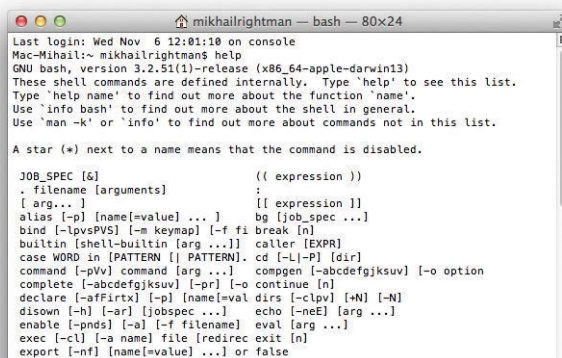 mikhailrightman — bash — 80×24
Last login: Wed Nov  6 12:01:10 on console
Mac-Mihail:~ mikhailrightman$ help
GNU bash, version 3.2.51(1)-release (x86_64-apple-darwin13)
These shell commands are defined internally.  Type `help' to see this list.
Type `help name' to find out more about the function `name'.
Use `info bash' to find out more about the shell in general.
Use `man -k' or `info' to find out more about commands not in this list.

A star (*) next to a name means that the command is disabled.

 JOB_SPEC [&]                       (( expression ))
 . filename [arguments]             :
 [ arg... ]                         [[ expression ]]
 alias [-p] [name[=value] ... ]     bg [job_spec ...]
 bind [-lpvsPVS] [-m keymap] [-f fi break [n]
 builtin [shell-builtin [arg ...]]  caller [EXPR]
 case WORD in [PATTERN [| PATTERN]. cd [-L|-P] [dir]
 command [-pVv] command [arg ...]   compgen [-abcdefgjksuv] [-o option
 complete [-abcdefgjksuv] [-pr] [-o continue [n]
 declare [-afFirtx] [-p] [name[=val dirs [-clpv] [+N] [-N]
 disown [-h] [-ar] [jobspec ...]    echo [-neE] [arg ...]
 enable [-pnds] [-a] [-f filename]  eval [arg ...]
 exec [-cl] [-a name] file [redirec exit [n]
 export [-nf] [name[=value] ...] or false